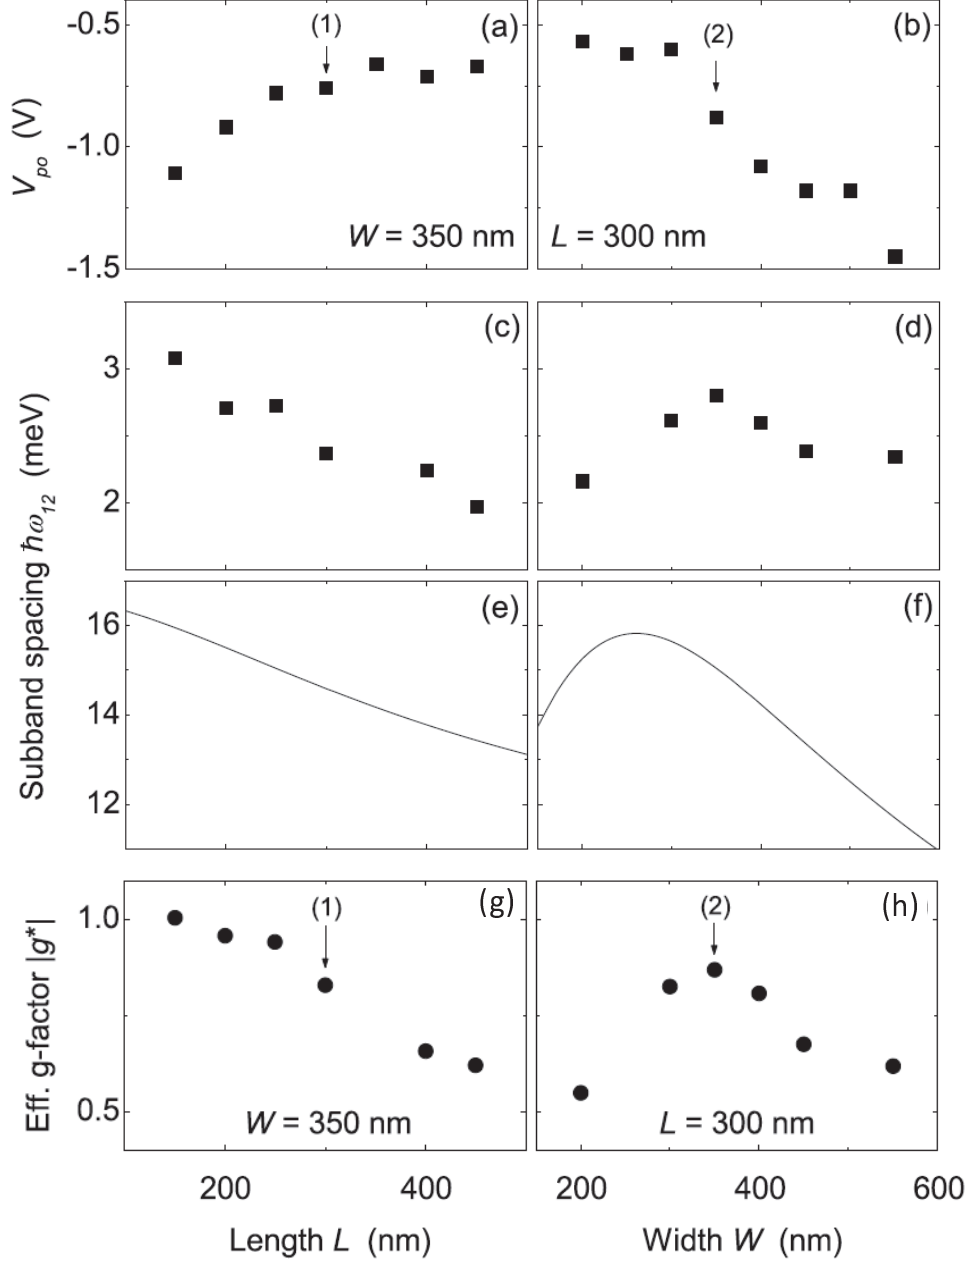 (a)
(1)
W = 350 nm
(b)
(2)
L = 300 nm
-0.5
-1.0
-1.5
V_po (V)
(c)
(d)
3
2
(e)
(f)
16
14
12
Subband spacing ħω_12 (meV)
(g)
(1)
W = 350 nm
(h)
(2)
L = 300 nm
1.0
0.5
Eff. g-factor |g*|
200 400
200 400 600
Length L (nm)
Width W (nm)